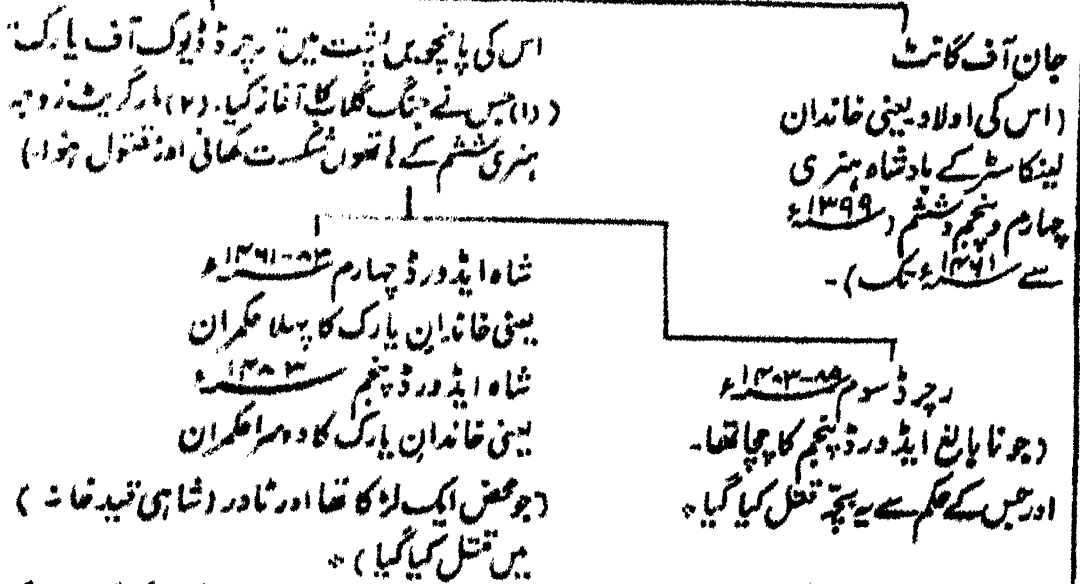 جان آف گانٹ
(اس کی اولاد یعنی خاندان
لینکاسٹر کے بادشاہ ہنری
چہارم و پنجم و ششم (۱۳۹۹ء
سے ۱۴۶۱ء تک) ۔
اس کی پانچویں پشت میں رچرڈ ڈیوک آف یارک
( (۱) جس نے جنگ گلاب کا آغاز کیا۔ (۲) مارگریٹ زوجہ
ہنری ششم کے ہاتھوں شکست کھائی اور مقتول ہوا۔)
رچرڈ سوم ۸۵-۱۴۸۳ء
(جو نابالغ ایڈورڈ پنجم کا چچا تھا۔
اور جس کے حکم سے یہ بچّہ قتل کیا گیا *
شاہ ایڈورڈ چہارم ۸۳-۱۴۶۱ء
یعنی خاندانِ یارک کا پہلا حکمران
شاہ ایڈورڈ پنجم ۱۴۸۳ء
یعنی خاندانِ یارک کا دوسرا حکمران
(جو محض ایک لڑکا تھا اور ٹاور (شاہی قید خانہ)
میں قتل کیا گیا) *